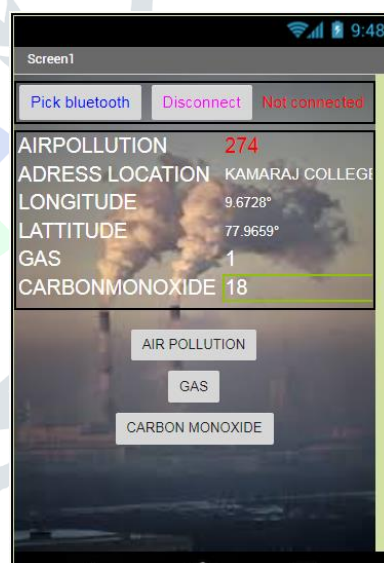 9:48
Screen1
Pick bluetooth Disconnect Not connected
AIRPOLLUTION 274
ADRESS LOCATION KAMARAJ COLLEGE
LONGITUDE 9.6728°
LATTITUDE 77.9659°
GAS 1
CARBONMONOXIDE 18
AIR POLLUTION
GAS
CARBON MONOXIDE